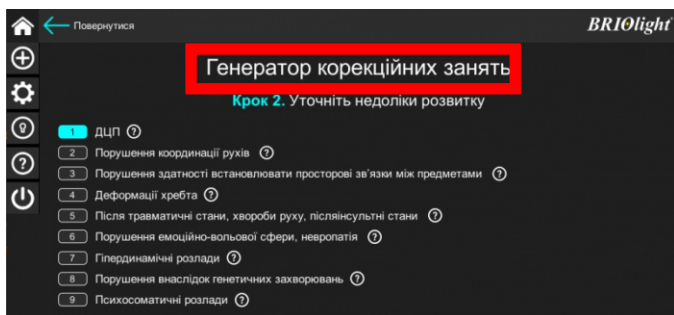 Повернутися
BRIOlight
Генератор корекційних занять
Крок 2. Уточніть недоліки розвитку
1 ДЦП ?
2 Порушення координації рухів ?
3 Порушення здатності встановлювати просторові зв'язки між предметами ?
4 Деформації хребта ?
5 Після травматичні стани, хвороби руху, післяінсультні стани ?
6 Порушення емоційно-вольової сфери, невропатія ?
7 Гіпердинамічні розлади ?
8 Порушення внаслідок генетичних захворювань ?
9 Психосоматичні розлади ?